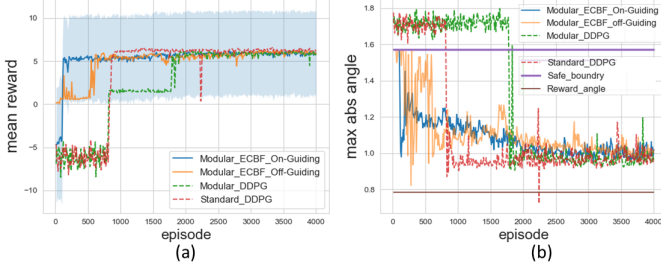 (a)
mean reward
10
5
0
−5
−10
0 500 1000 1500 2000 2500 3000 3500 4000
episode
Modular_ECBF_On-Guiding
Modular_ECBF_Off-Guiding
Modular_DDPG
Standard_DDPG
(a)
(b)
max abs angle
1.8
1.6
1.4
1.2
1.0
0.8
0 500 1000 1500 2000 2500 3000 3500 4000
episode
Modular_ECBF_On-Guiding
Modular_ECBF_off-Guiding
Modular_DDPG
Standard_DDPG
Safe_boundry
Reward_angle
(b)